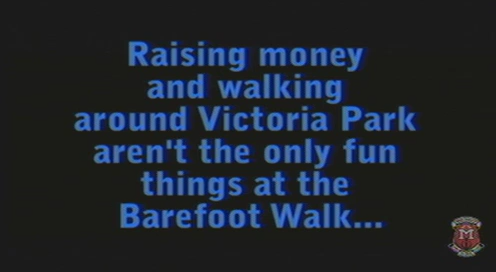 Raising money
and walking
around Victoria Park
aren't the only fun
things at the
Barefoot Walk...
M